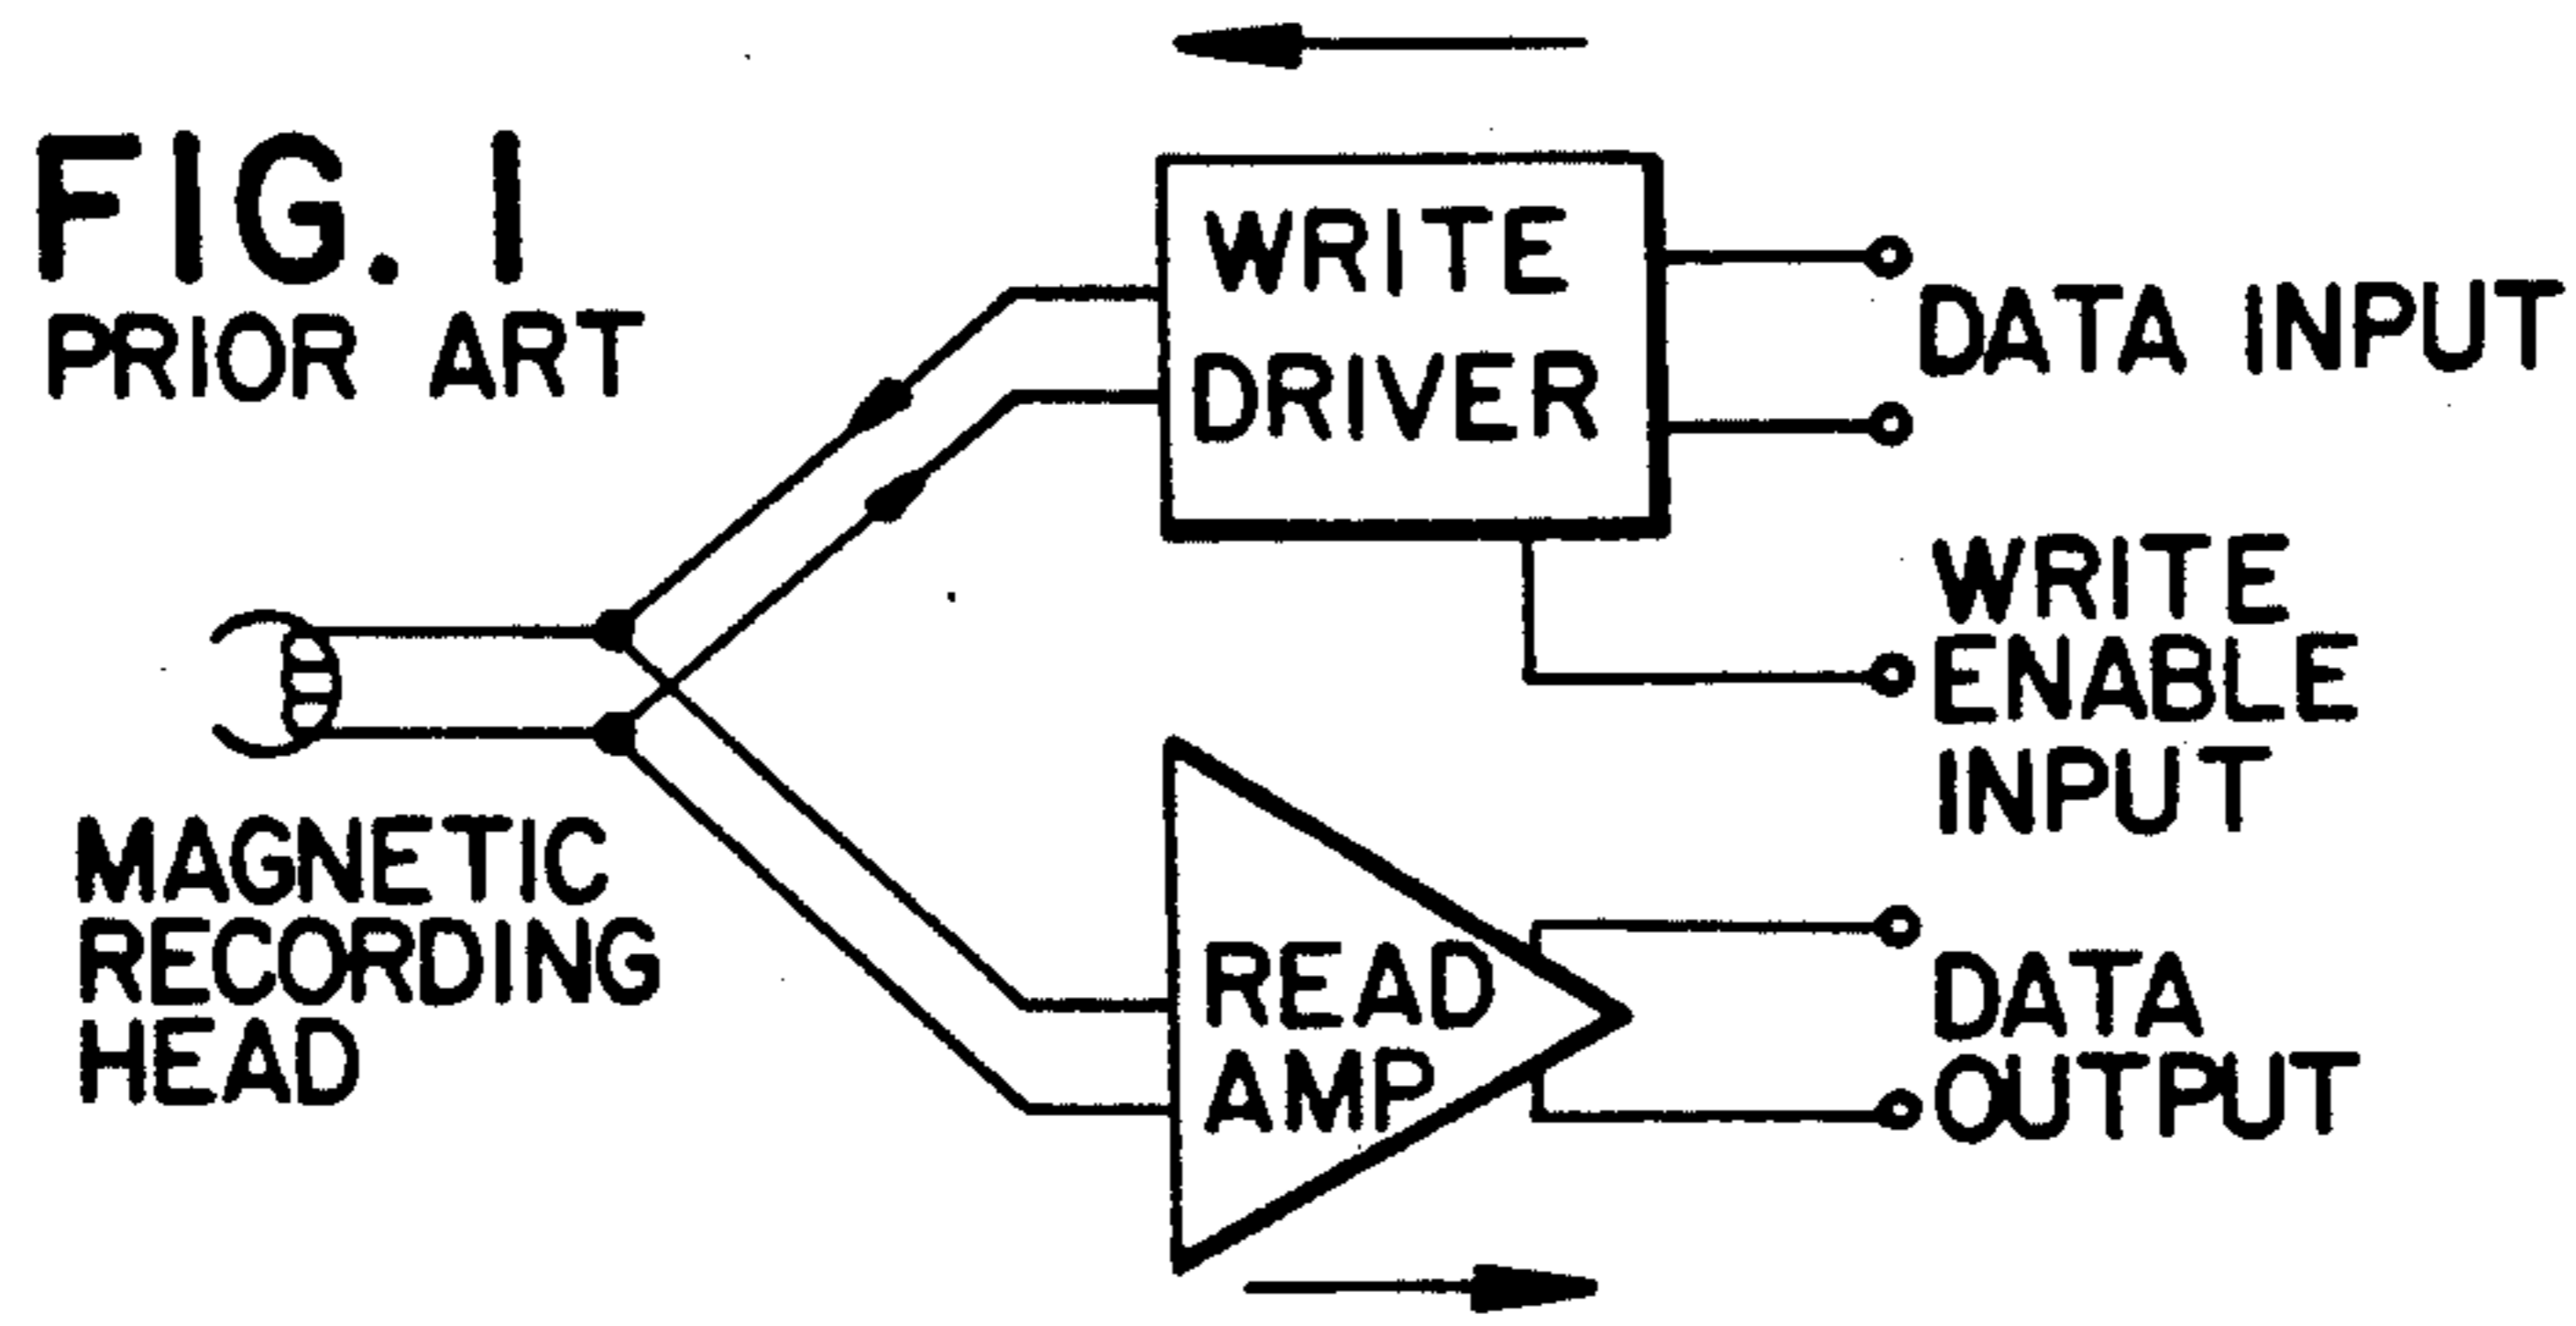 FIG. 1
PRIOR ART
WRITE
DRIVER
DATA INPUT
WRITE
ENABLE
INPUT
MAGNETIC
RECORDING
HEAD
READ
AMP
DATA
OUTPUT